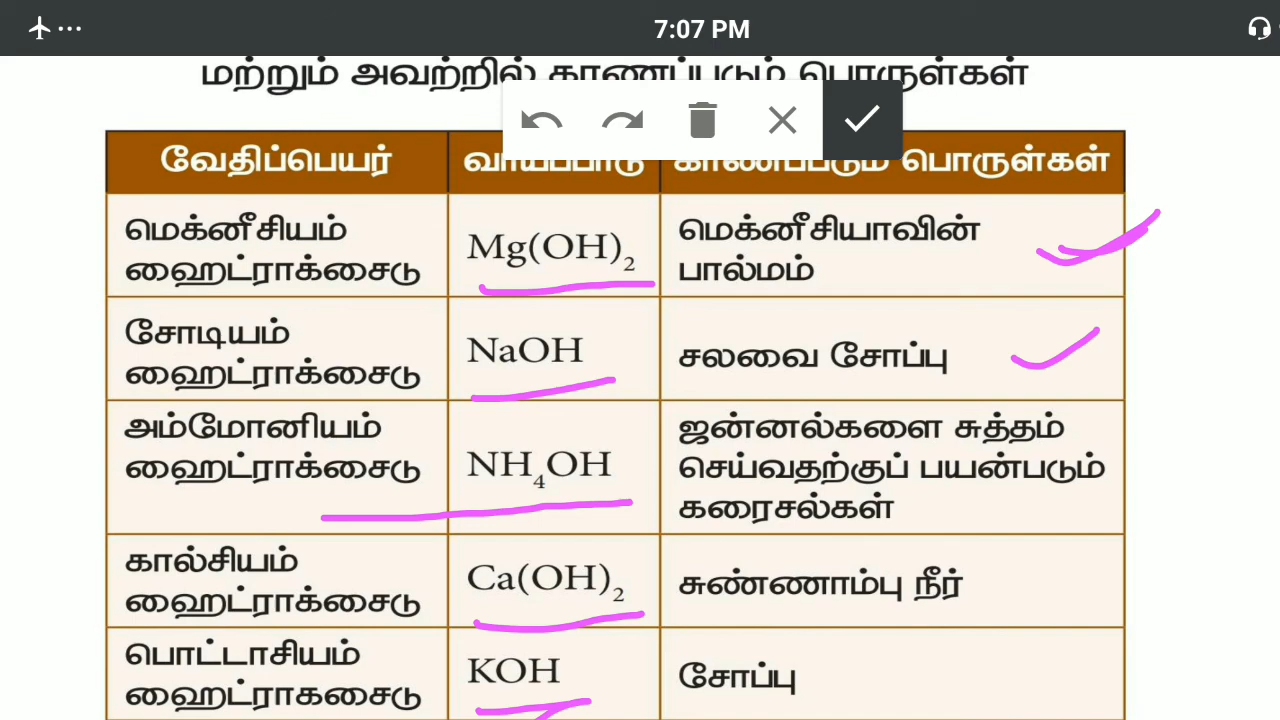 7:07 PM
மற்றும் அவற்றில் காணப்படும் பொருள்கள்
வேதிப்பெயர்
வாய்பாடு
காணப்படும் பொருள்கள்
மெக்னீசியம்
ஹைட்ராக்சைடு
Mg(OH)₂
மெக்னீசியாவின்
பால்மம்
சோடியம்
ஹைட்ராக்சைடு
NaOH
சலவை சோப்பு
அம்மோனியம்
ஹைட்ராக்சைடு
NH₄OH
ஜன்னல்களை சுத்தம்
செய்வதற்குப் பயன்படும்
கரைசல்கள்
கால்சியம்
ஹைட்ராக்சைடு
Ca(OH)₂
சுண்ணாம்பு நீர்
பொட்டாசியம்
ஹைட்ராகசைடு
KOH
சோப்பு